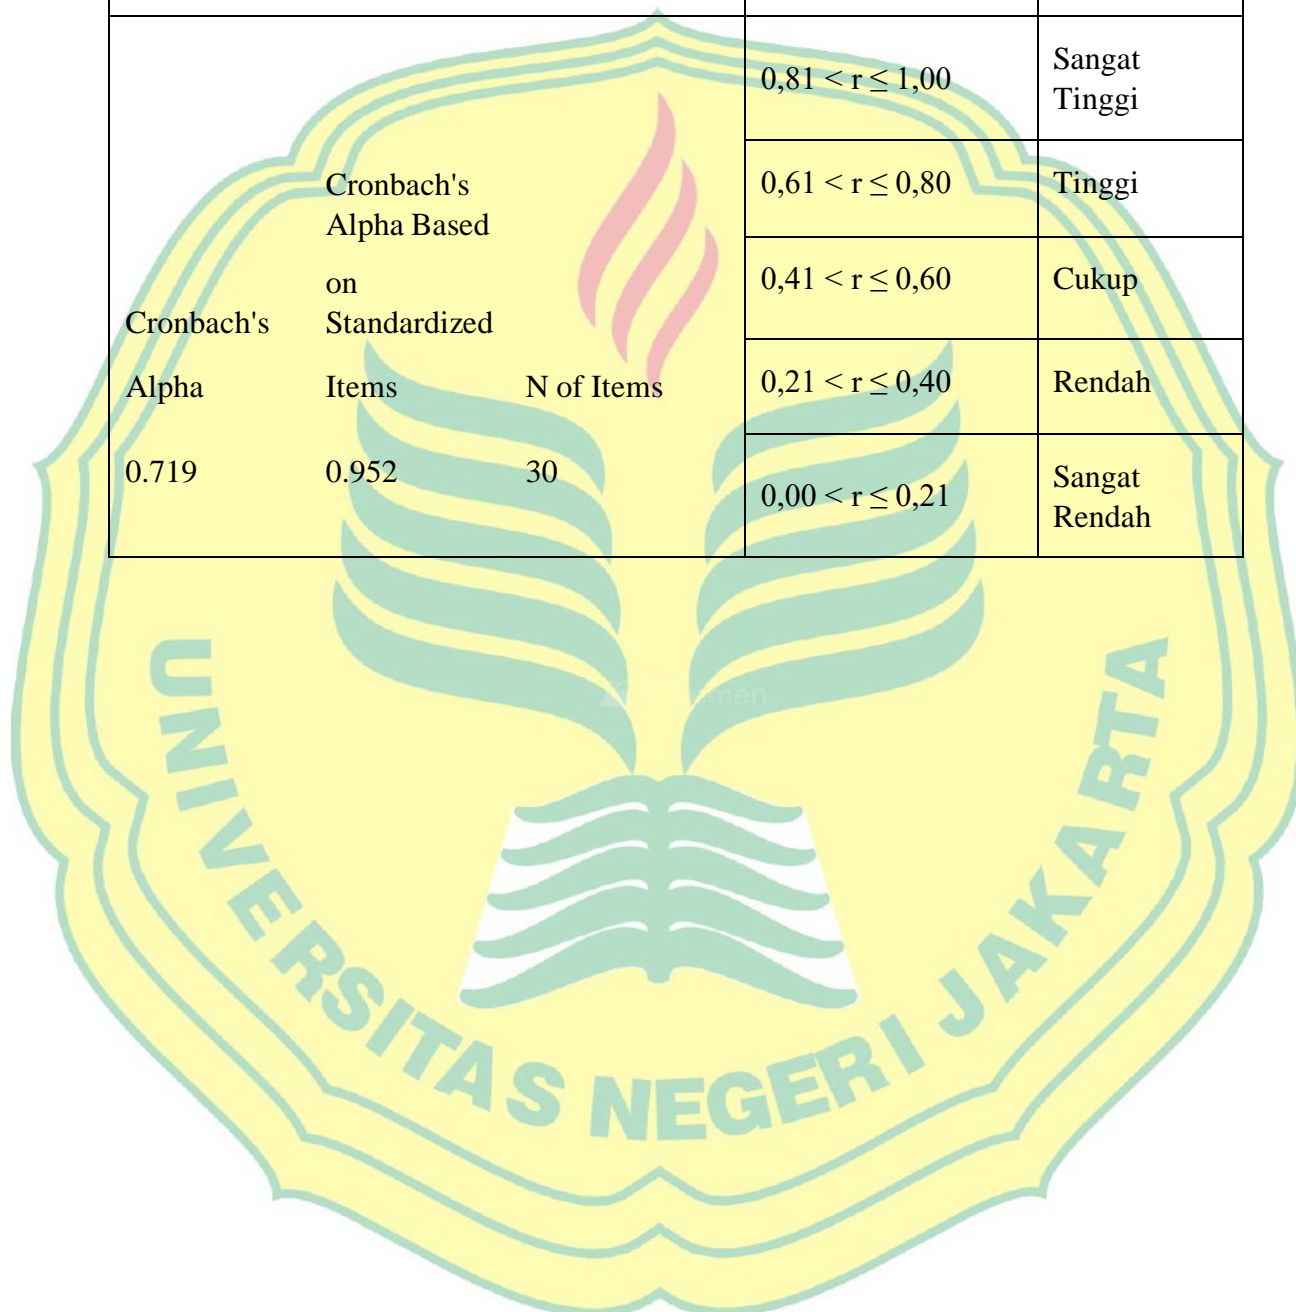 Cronbach's
Alpha
Cronbach's
Alpha Based
on
Standardized
Items
N of Items
0.719
0.952
30
0,81 < r ≤ 1,00
Sangat
Tinggi
0,61 < r ≤ 0,80
Tinggi
0,41 < r ≤ 0,60
Cukup
0,21 < r ≤ 0,40
Rendah
0,00 < r ≤ 0,21
Sangat
Rendah
UNIVERSITAS NEGERI JAKARTA